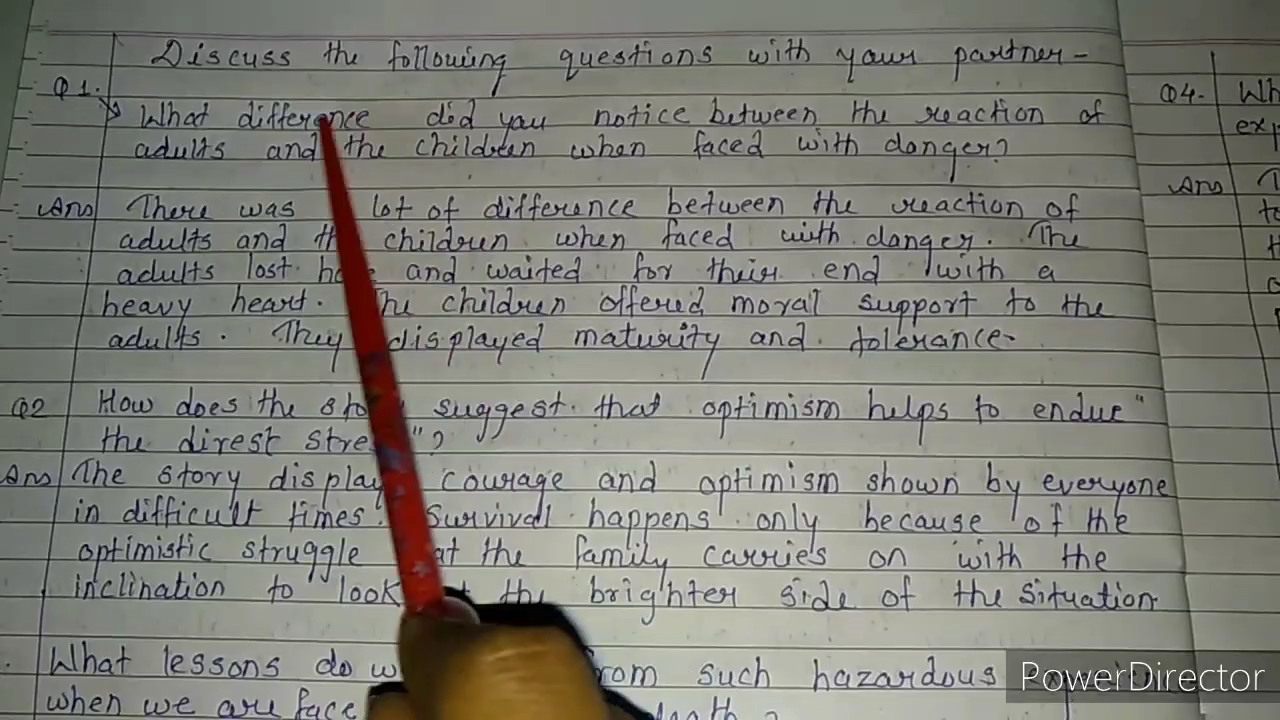 Discuss the following questions with your partner-
Q1.
What difference did you notice between the reaction of
adults and the children when faced with danger?
Ans There was lot of difference between the reaction of
adults and children when faced with danger. The
adults lost and waited for their end with a
heavy heart. The children offered moral support to the
adults. They displayed maturity and tolerance.
Q2 How does the suggest that optimism helps to endue "
the direst "?
Ans The story display courage and optimism shown by everyone
in difficult times. Survival happens only because of the
optimistic struggle the family carries on with the
inclination to look the brighter side of the situation.
What lessons do from such hazardous
when we are death ?
Q4. Wh
exp
Ans
PowerDirector